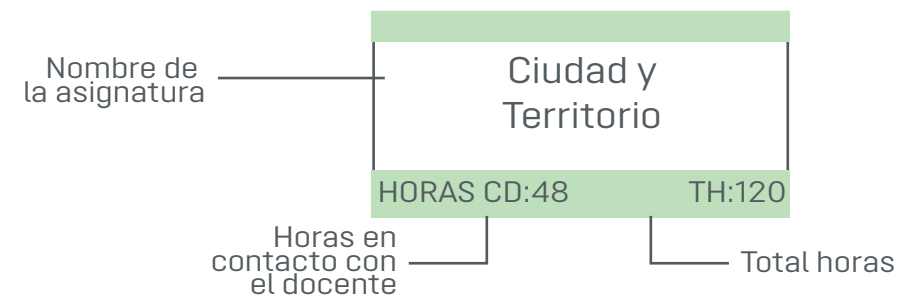 Nombre de
la asignatura
Ciudad y
Territorio
HORAS CD:48 TH:120
Horas en
contacto con
el docente
Total horas